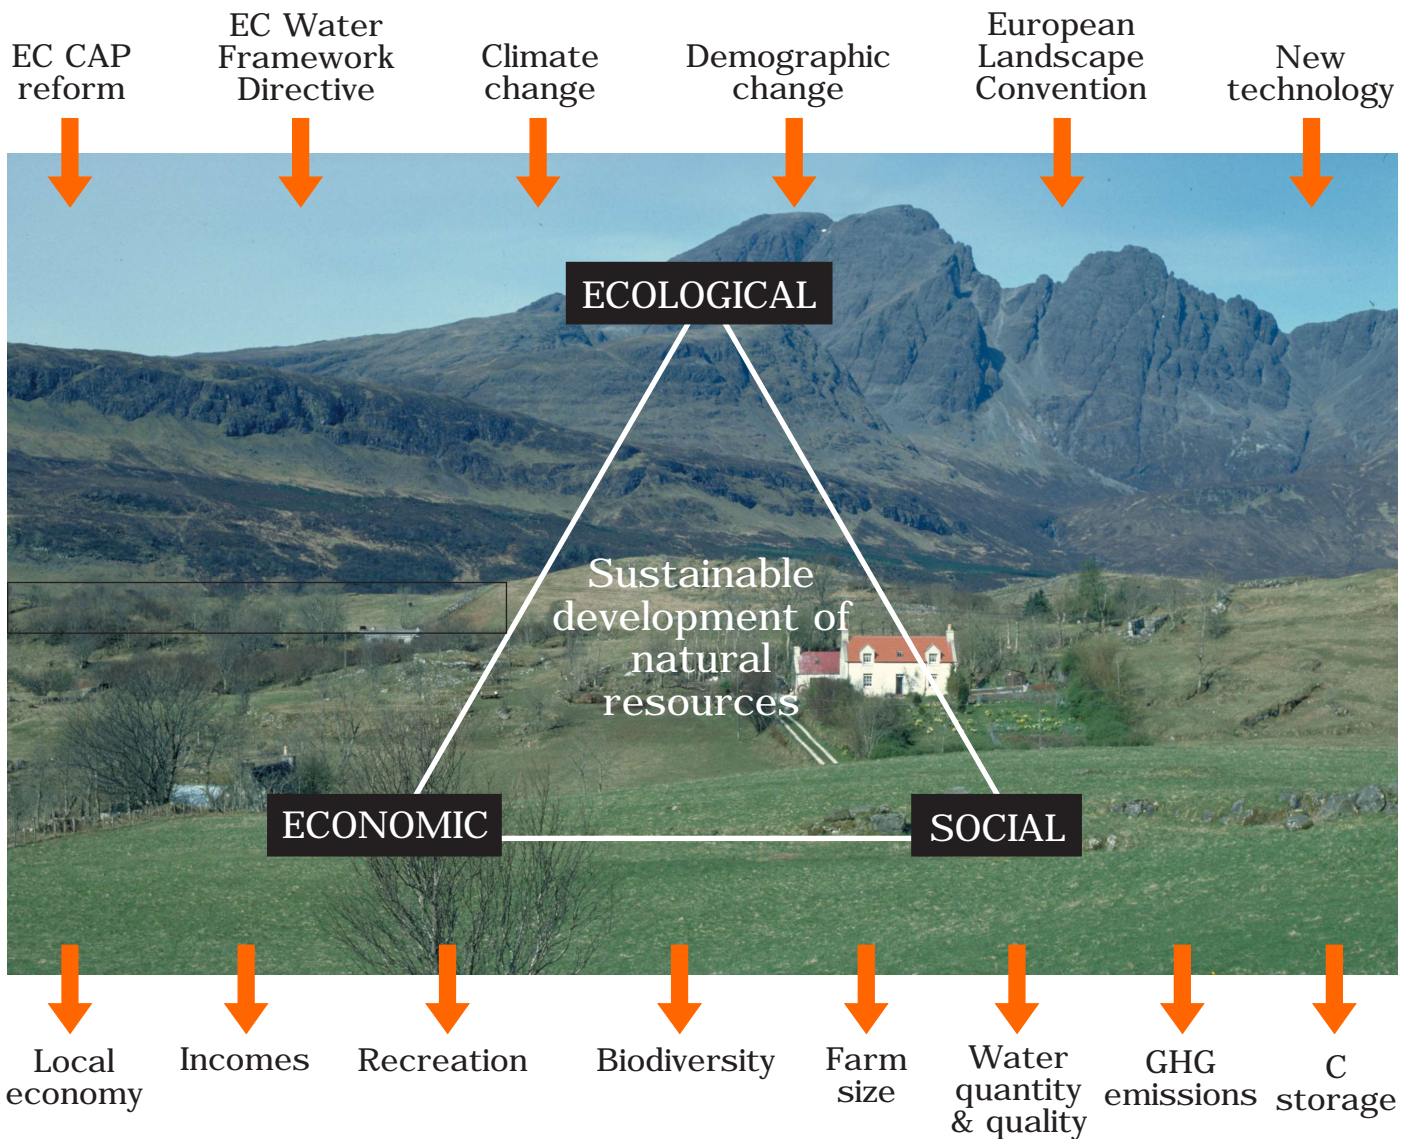 EC CAP
reform
EC Water
Framework
Directive
Climate
change
Demographic
change
European
Landscape
Convention
New
technology
ECOLOGICAL
Sustainable
development of
natural
resources
ECONOMIC
SOCIAL
Local
economy
Incomes
Recreation
Biodiversity
Farm
size
Water
quantity
& quality
GHG
emissions
C
storage